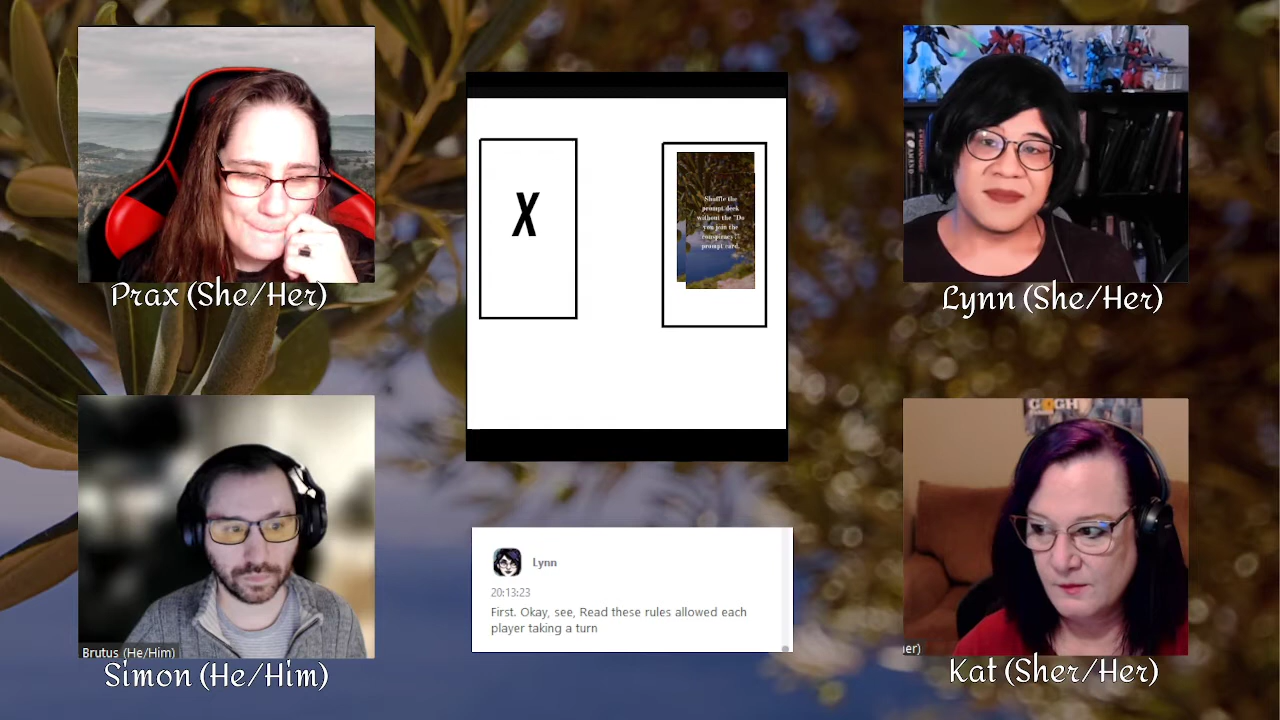 Prax (She/Her)
X
Shuffle the
prompt deck
without the "Do
you join the
conspiracy?"
prompt card.
Lynn (She/Her)
GOGH
Brutus (He/Him)
Simon (He/Him)
Lynn
20:13:23
First. Okay, see, Read these rules allowed each
player taking a turn
er)
Kat (Sher/Her)